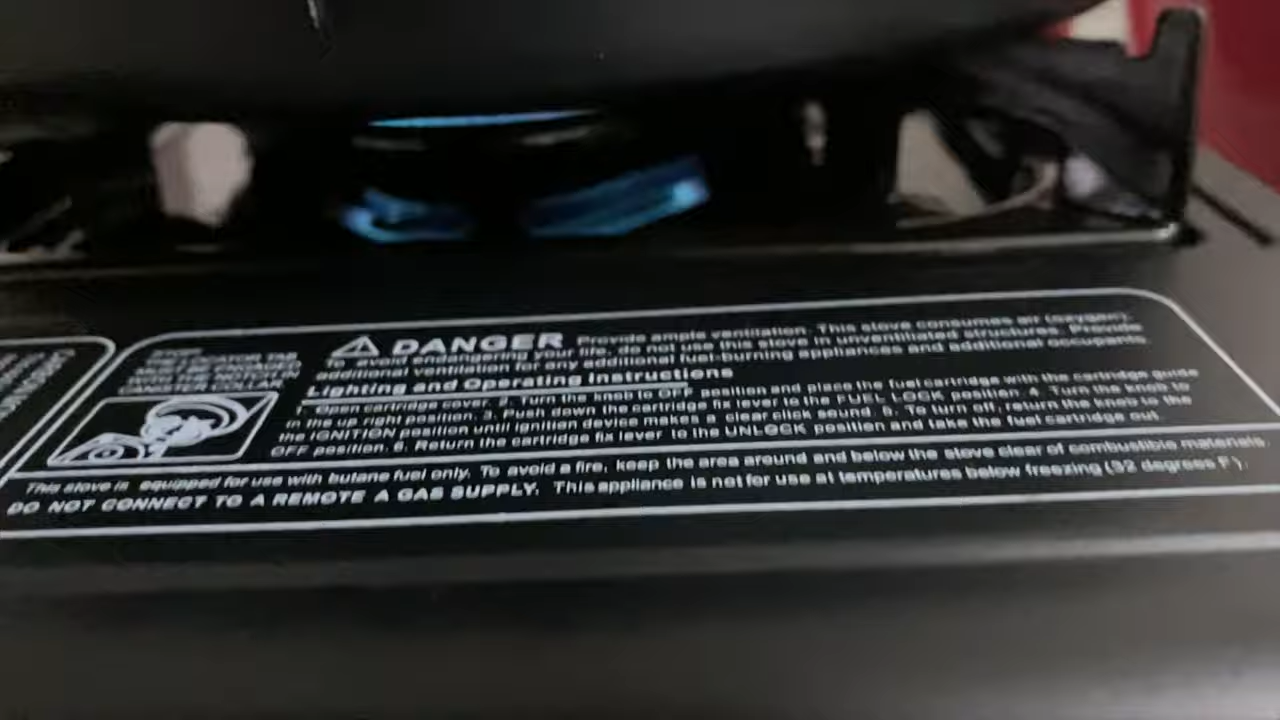 INDICATOR TAB
MUST BE ENGAGED
CANISTER COLLAR
DANGER Provide ample ventilation. This stove consumes air (oxygen).
To avoid endangering your life, do not use this stove in unventilated structures. Provide
additional ventilation for any additional fuel-burning appliances and additional occupants.
Lighting and Operating Instructions
1. Open cartridge cover. 2. Turn the knob to OFF position and place the fuel cartridge with the cartridge guide
in the up right position. 3. Push down the cartridge fix lever to the FUEL LOCK position. 4. Turn the knob to
the IGNITION position until ignition device makes a clear click sound. 5. To turn off, return the knob to the
OFF position. 6. Return the cartridge fix lever to the UNLOCK position and take the fuel cartridge out.
This stove is equipped for use with butane fuel only. To avoid a fire, keep the area around and below the stove clear of combustible materials.
DO NOT CONNECT TO A REMOTE A GAS SUPPLY. This appliance is not for use at temperatures below freezing (32 degrees F).